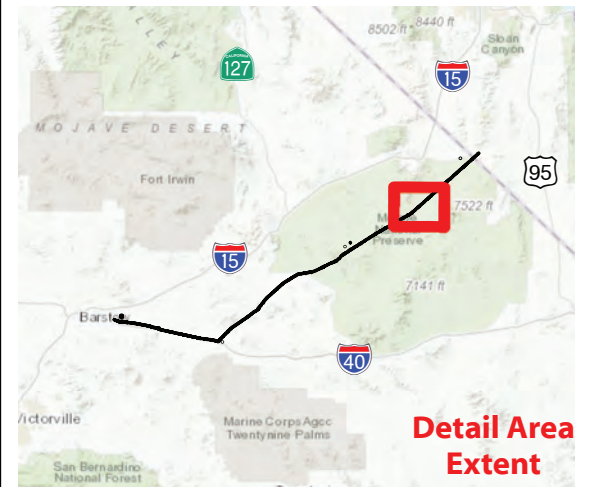 8502 ft
8440 ft
Sloan
Canyon
VALLEY
CALIFORNIA
127
15
MOJAVE DESERT
95
Fort Irwin
7522 ft
Preserve
15
7141 ft
Barstow
40
Victorville
Marine Corps Agcc
Twentynine Palms
Detail Area
Extent
San Bernardino
National Forest